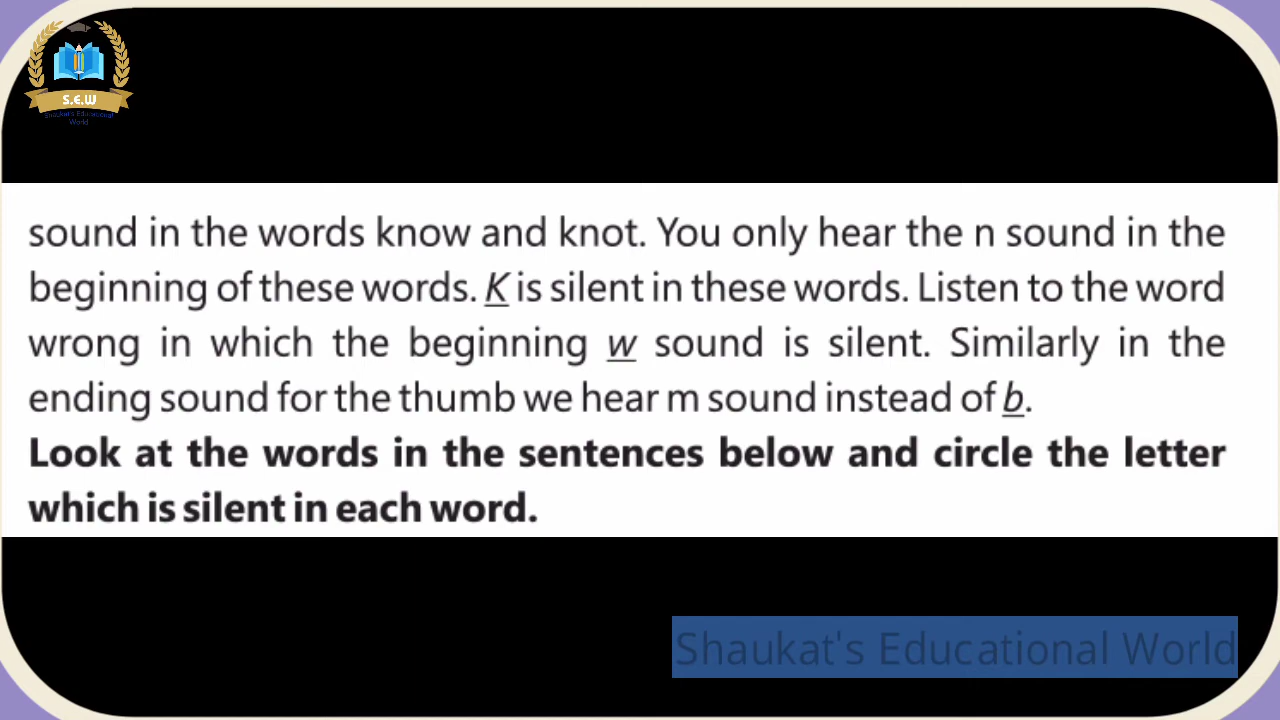 S.E.W
Shaukat's Educational
World
sound in the words know and knot. You only hear the n sound in the
beginning of these words. K is silent in these words. Listen to the word
wrong in which the beginning w sound is silent. Similarly in the
ending sound for the thumb we hear m sound instead of b.
Look at the words in the sentences below and circle the letter
which is silent in each word.
Shaukat's Educational World